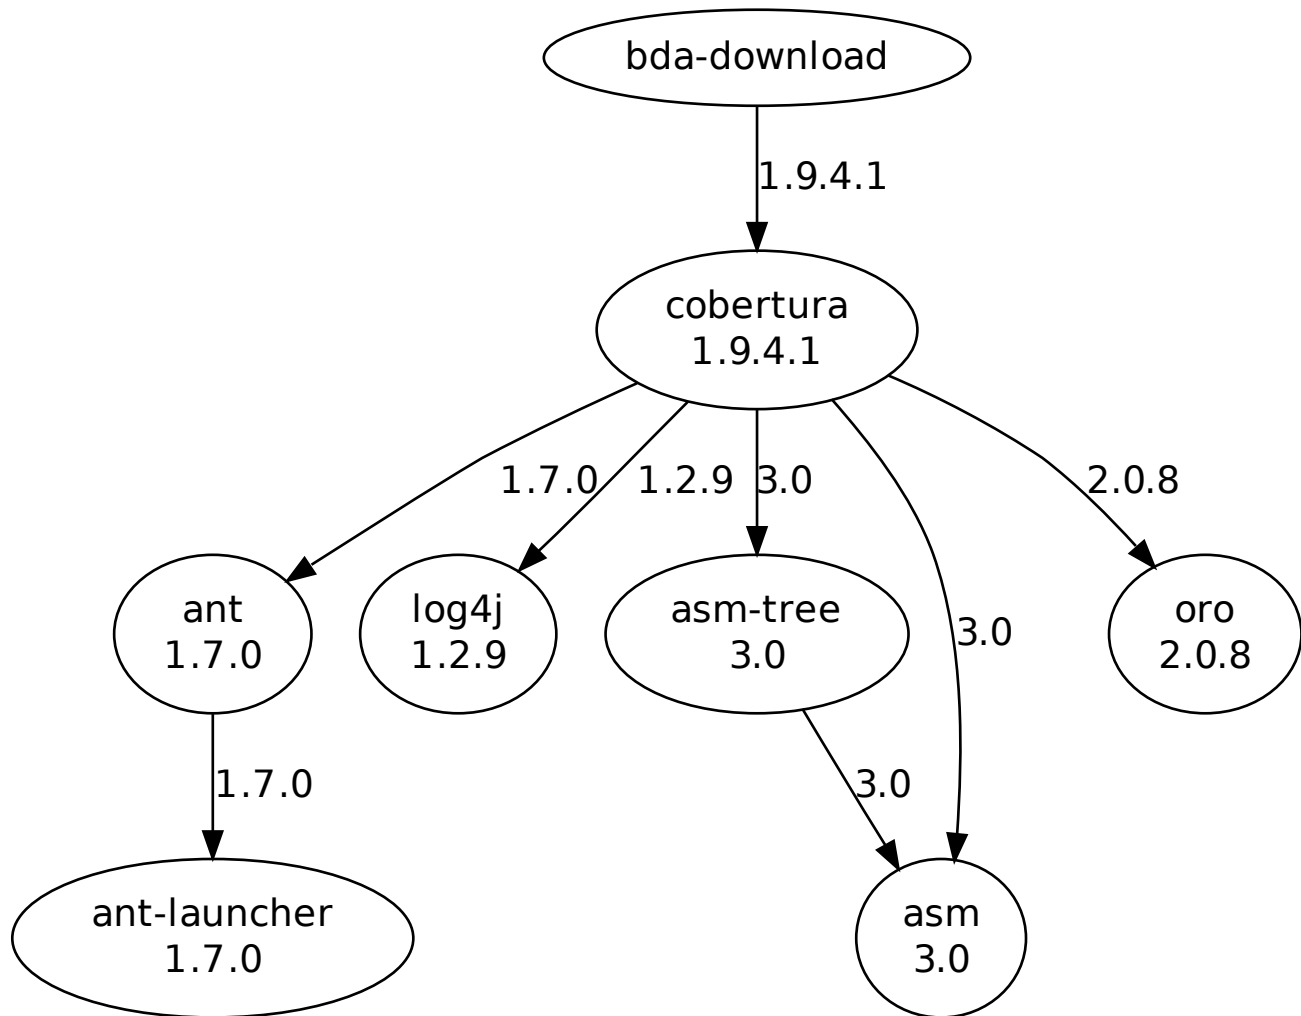 bda-download
1.9.4.1
cobertura
1.9.4.1
1.7.0
1.2.9
3.0
2.0.8
ant
1.7.0
log4j
1.2.9
asm-tree
3.0
3.0
oro
2.0.8
1.7.0
3.0
ant-launcher
1.7.0
asm
3.0